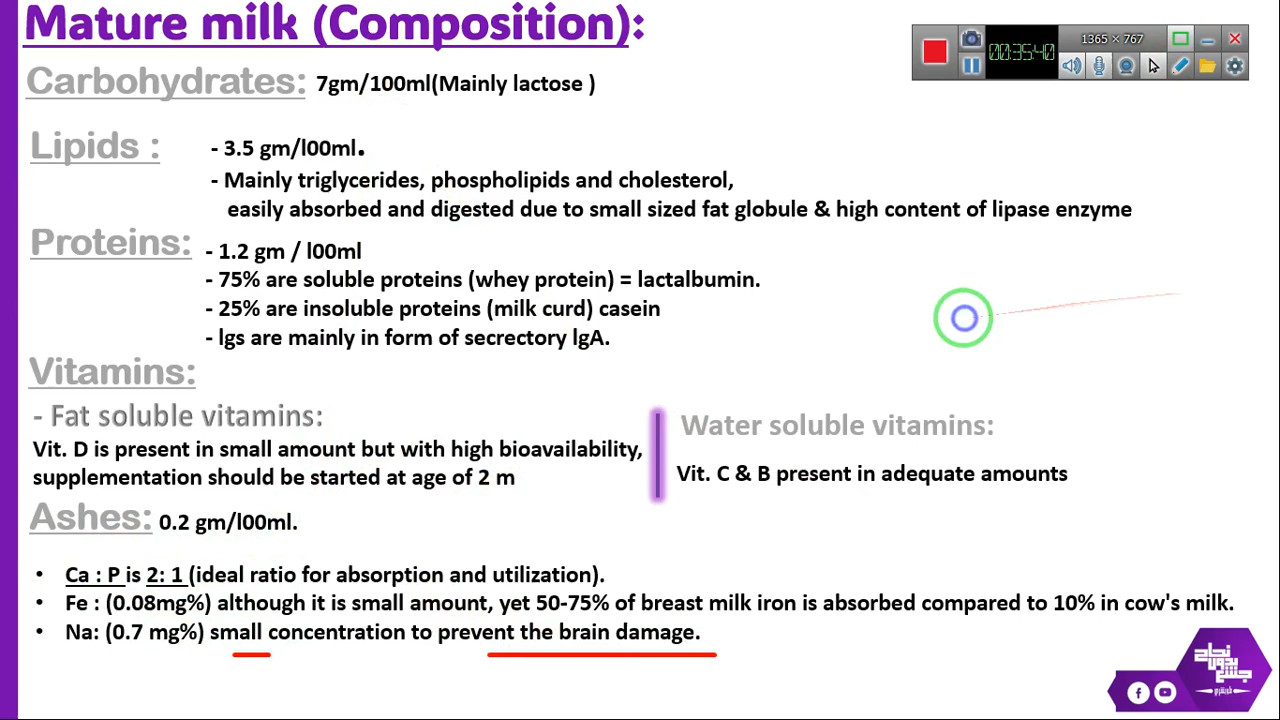 Mature milk (Composition):
00:35:40
1365 × 767
Carbohydrates: 7gm/100ml(Mainly lactose )
Lipids : - 3.5 gm/l00ml.
- Mainly triglycerides, phospholipids and cholesterol,
easily absorbed and digested due to small sized fat globule & high content of lipase enzyme
Proteins: - 1.2 gm / l00ml
- 75% are soluble proteins (whey protein) = lactalbumin.
- 25% are insoluble proteins (milk curd) casein
- lgs are mainly in form of secrectory lgA.
Vitamins:
- Fat soluble vitamins:
Vit. D is present in small amount but with high bioavailability,
supplementation should be started at age of 2 m
Water soluble vitamins:
Vit. C & B present in adequate amounts
Ashes: 0.2 gm/l00ml.
• Ca : P is 2: 1 (ideal ratio for absorption and utilization).
• Fe : (0.08mg%) although it is small amount, yet 50-75% of breast milk iron is absorbed compared to 10% in cow's milk.
• Na: (0.7 mg%) small concentration to prevent the brain damage.